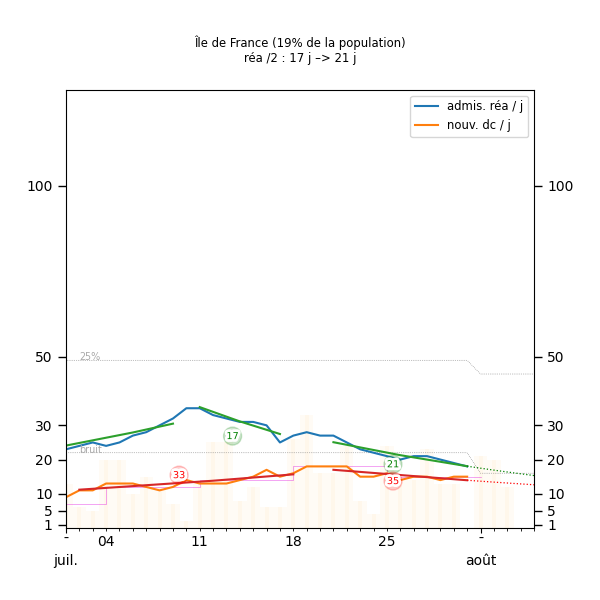 Île de France (19% de la population)
réa /2 : 17 j –> 21 j
admis. réa / j
nouv. dc / j
100 100
50 50
25%
30 30
bruit
20 20
10 10
5 5
1 1
17
33
21
35
- 04 11 18 25 -
juil. août